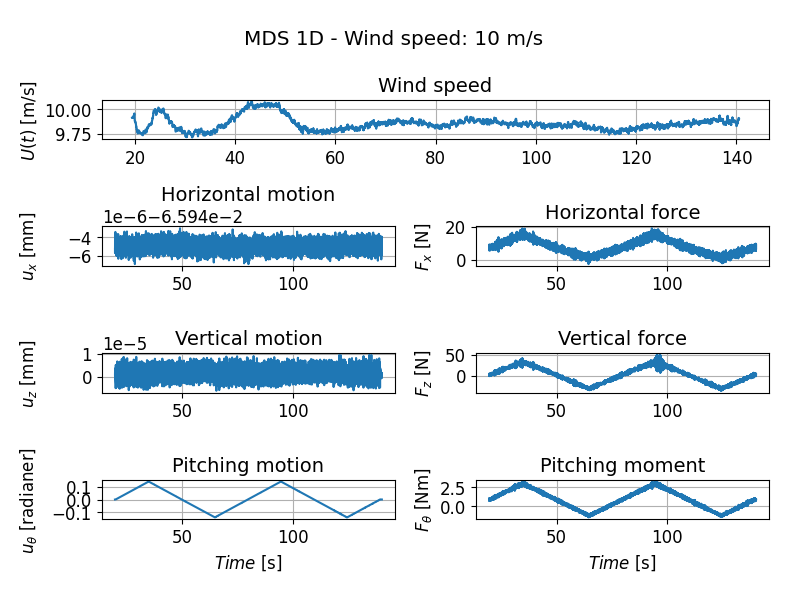 MDS 1D - Wind speed: 10 m/s
Wind speed
U(t) [m/s]
10.00
9.75
20 40 60 80 100 120 140
Horizontal motion
1e−6−6.594e−2
u_x [mm]
−4
−6
50 100
Horizontal force
F_x [N]
20
0
50 100
Vertical motion
1e−5
u_z [mm]
1
0
50 100
Vertical force
F_z [N]
50
0
50 100
Pitching motion
u_θ [radianer]
0.1
0.0
−0.1
50 100
Time [s]
Pitching moment
F_θ [Nm]
2.5
0.0
50 100
Time [s]